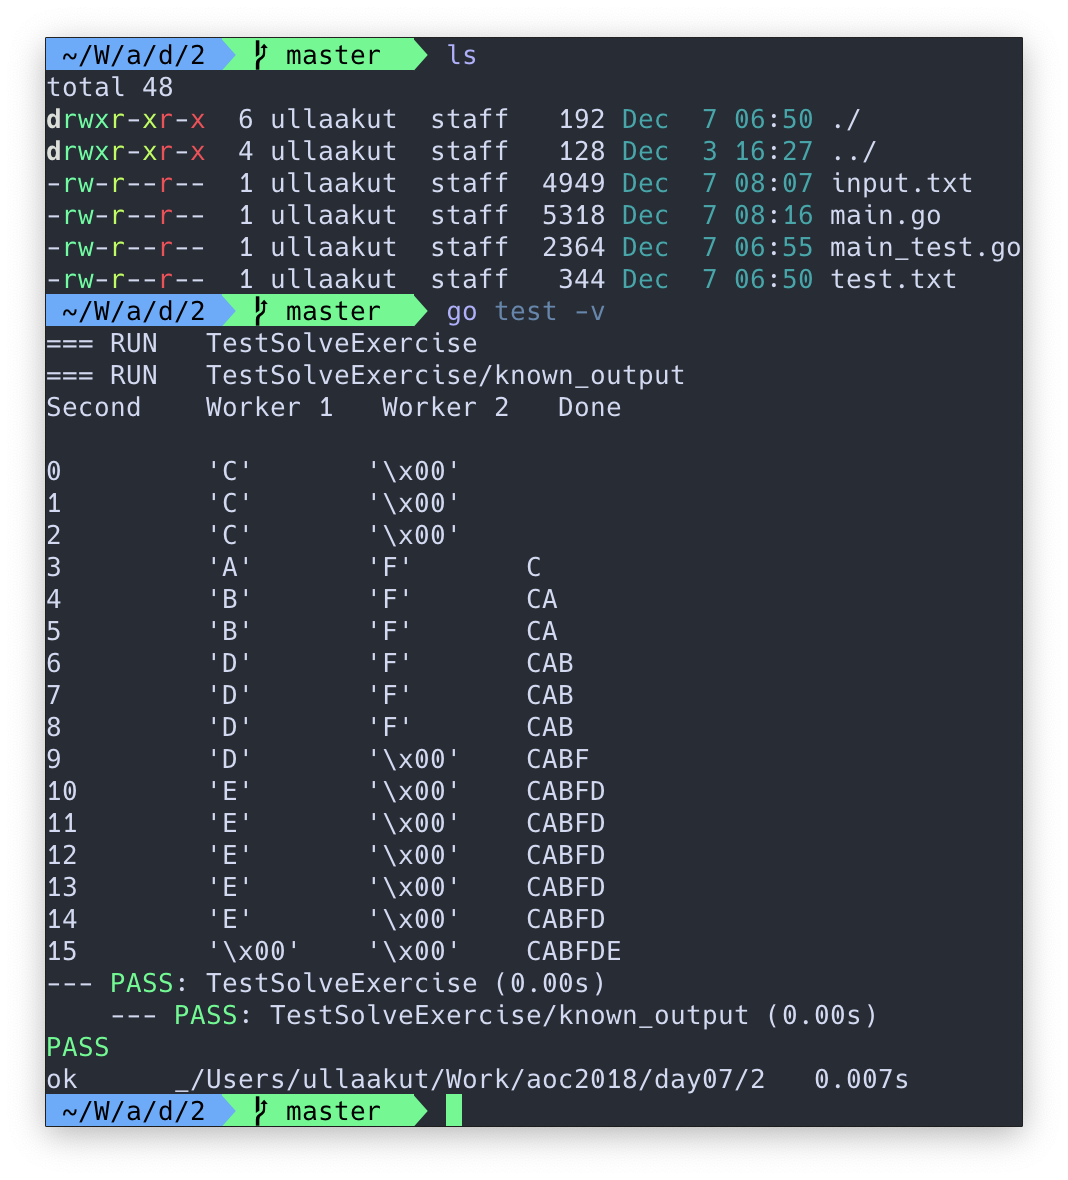 ~/W/a/d/2 master ls
total 48
drwxr-xr-x  6 ullaakut  staff   192 Dec  7 06:50 ./
drwxr-xr-x  4 ullaakut  staff   128 Dec  3 16:27 ../
-rw-r--r--  1 ullaakut  staff  4949 Dec  7 08:07 input.txt
-rw-r--r--  1 ullaakut  staff  5318 Dec  7 08:16 main.go
-rw-r--r--  1 ullaakut  staff  2364 Dec  7 06:55 main_test.go
-rw-r--r--  1 ullaakut  staff   344 Dec  7 06:50 test.txt
~/W/a/d/2 master go test -v
=== RUN   TestSolveExercise
=== RUN   TestSolveExercise/known_output
Second    Worker 1   Worker 2   Done
0         'C'       '\x00'
1         'C'       '\x00'
2         'C'       '\x00'
3         'A'       'F'       C
4         'B'       'F'       CA
5         'B'       'F'       CA
6         'D'       'F'       CAB
7         'D'       'F'       CAB
8         'D'       'F'       CAB
9         'D'       '\x00'    CABF
10        'E'       '\x00'    CABFD
11        'E'       '\x00'    CABFD
12        'E'       '\x00'    CABFD
13        'E'       '\x00'    CABFD
14        'E'       '\x00'    CABFD
15        '\x00'    '\x00'    CABFDE
--- PASS: TestSolveExercise (0.00s)
    --- PASS: TestSolveExercise/known_output (0.00s)
PASS
ok      _/Users/ullaakut/Work/aoc2018/day07/2   0.007s
~/W/a/d/2 master